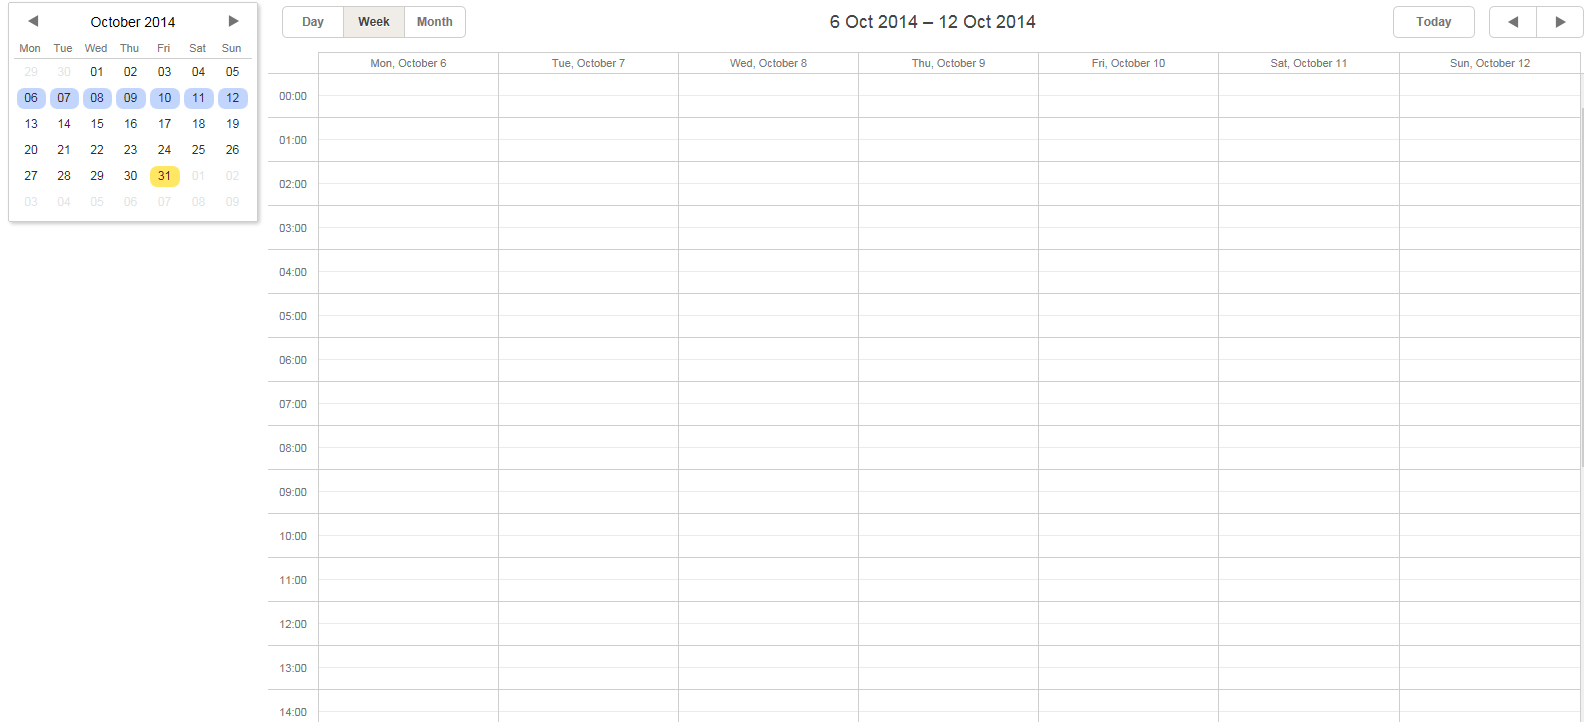 October 2014
Mon Tue Wed Thu Fri Sat Sun
29 30 01 02 03 04 05
06 07 08 09 10 11 12
13 14 15 16 17 18 19
20 21 22 23 24 25 26
27 28 29 30 31 01 02
03 04 05 06 07 08 09
Day Week Month
6 Oct 2014 – 12 Oct 2014
Today
Mon, October 6 Tue, October 7 Wed, October 8 Thu, October 9 Fri, October 10 Sat, October 11 Sun, October 12
00:00
01:00
02:00
03:00
04:00
05:00
06:00
07:00
08:00
09:00
10:00
11:00
12:00
13:00
14:00